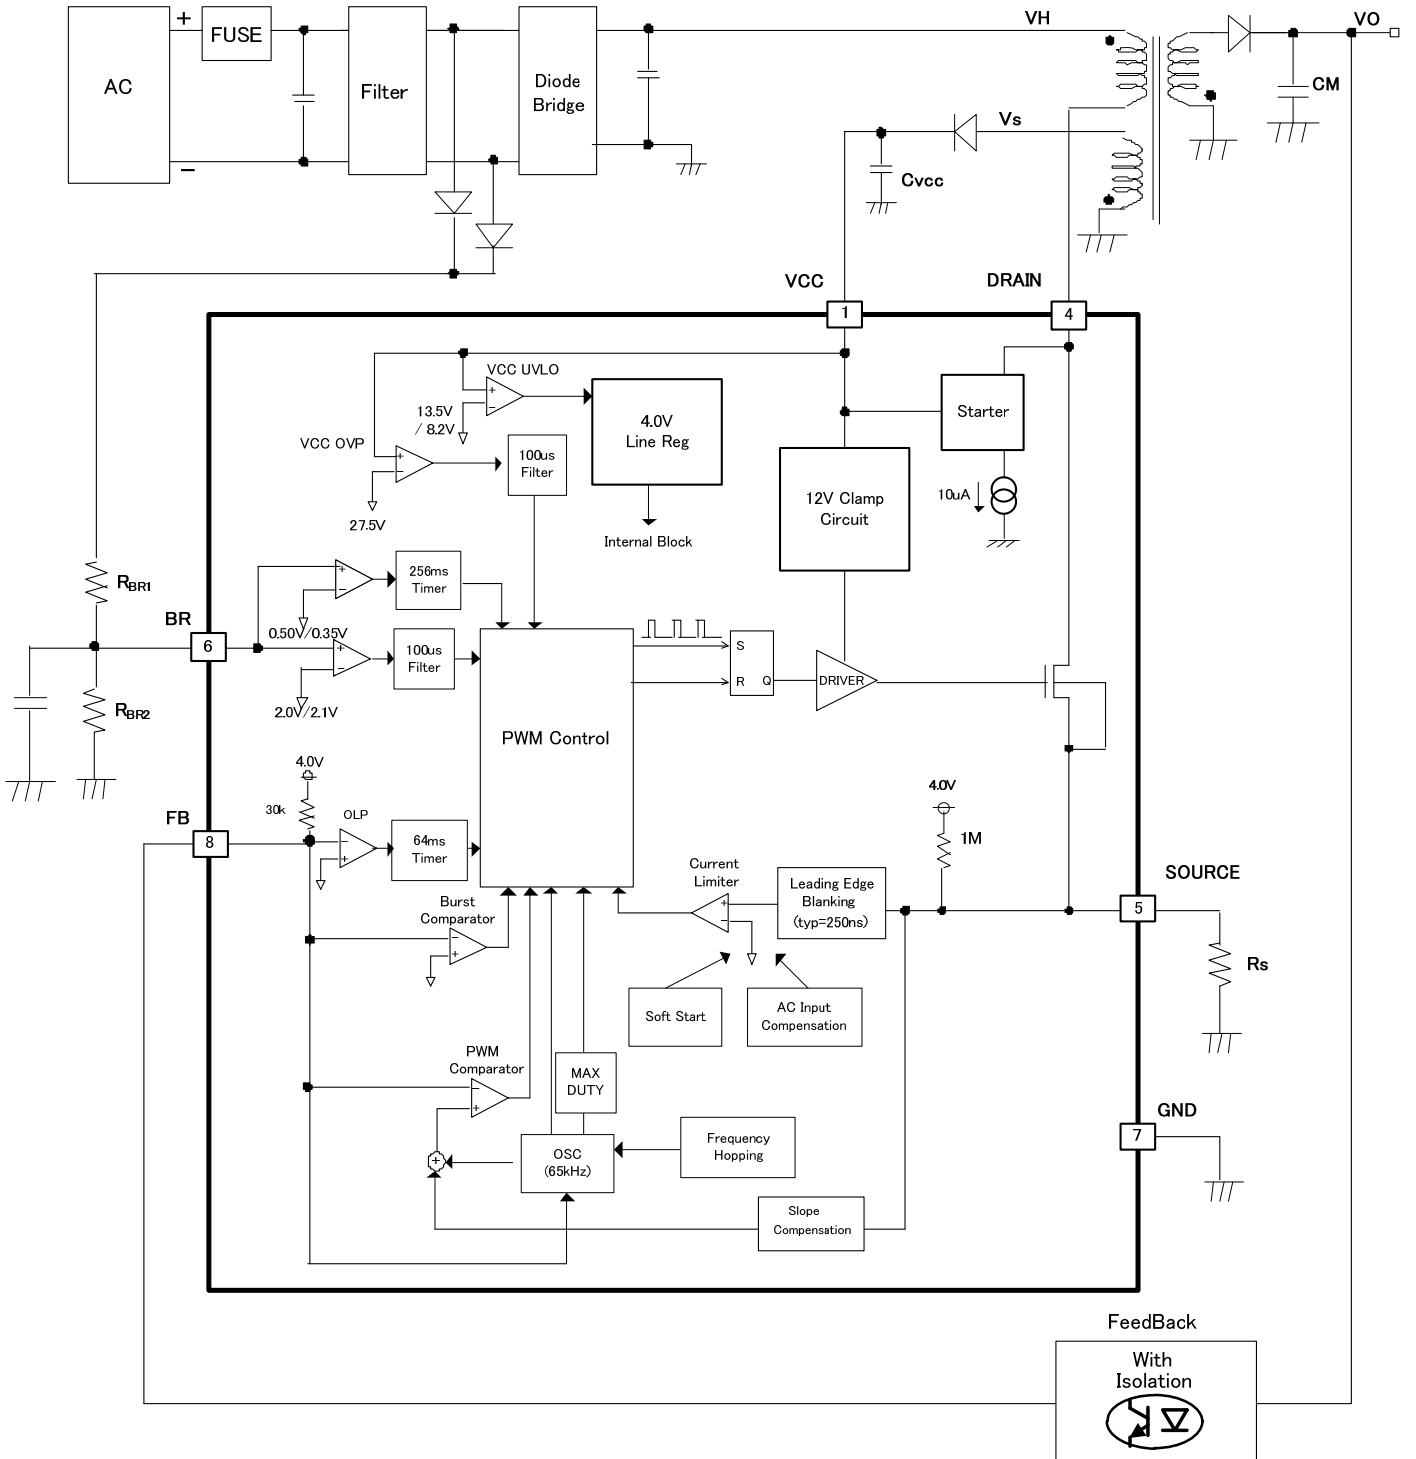 VH
VO
+
FUSE
AC
Filter
Diode
Bridge
CM
Vs
−
Cvcc
VCC
DRAIN
1
4
VCC UVLO
+
−
13.5V
/ 8.2V
4.0V
Line Reg
Starter
VCC OVP
+
−
100us
Filter
27.5V
10uA
12V Clamp
Circuit
Internal Block
RBR1
+
−
256ms
Timer
BR
6
0.50V/0.35V
+
−
100us
Filter
S
R
Q
DRIVER
RBR2
2.0V/2.1V
PWM Control
4.0V
30k
OLP
FB
8
−
+
64ms
Timer
4.0V
1M
Current
Limiter
Leading Edge
Blanking
(typ=250ns)
+
−
SOURCE
5
Burst
Comparator
−
+
Rs
Soft Start
AC Input
Compensation
PWM
Comparator
−
+
MAX
DUTY
GND
7
Frequency
Hopping
OSC
(65kHz)
+
Slope
Compensation
FeedBack
With
Isolation